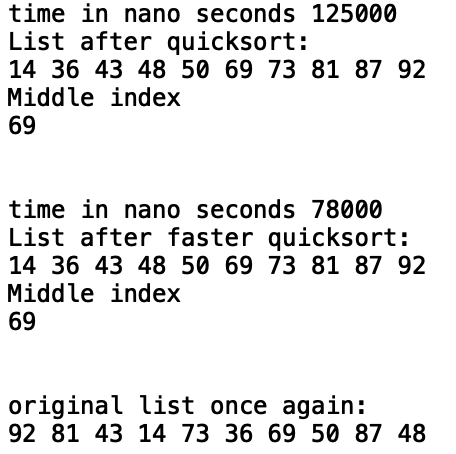 time in nano seconds 125000
List after quicksort:
14 36 43 48 50 69 73 81 87 92
Middle index
69
time in nano seconds 78000
List after faster quicksort:
14 36 43 48 50 69 73 81 87 92
Middle index
69
original list once again:
92 81 43 14 73 36 69 50 87 48